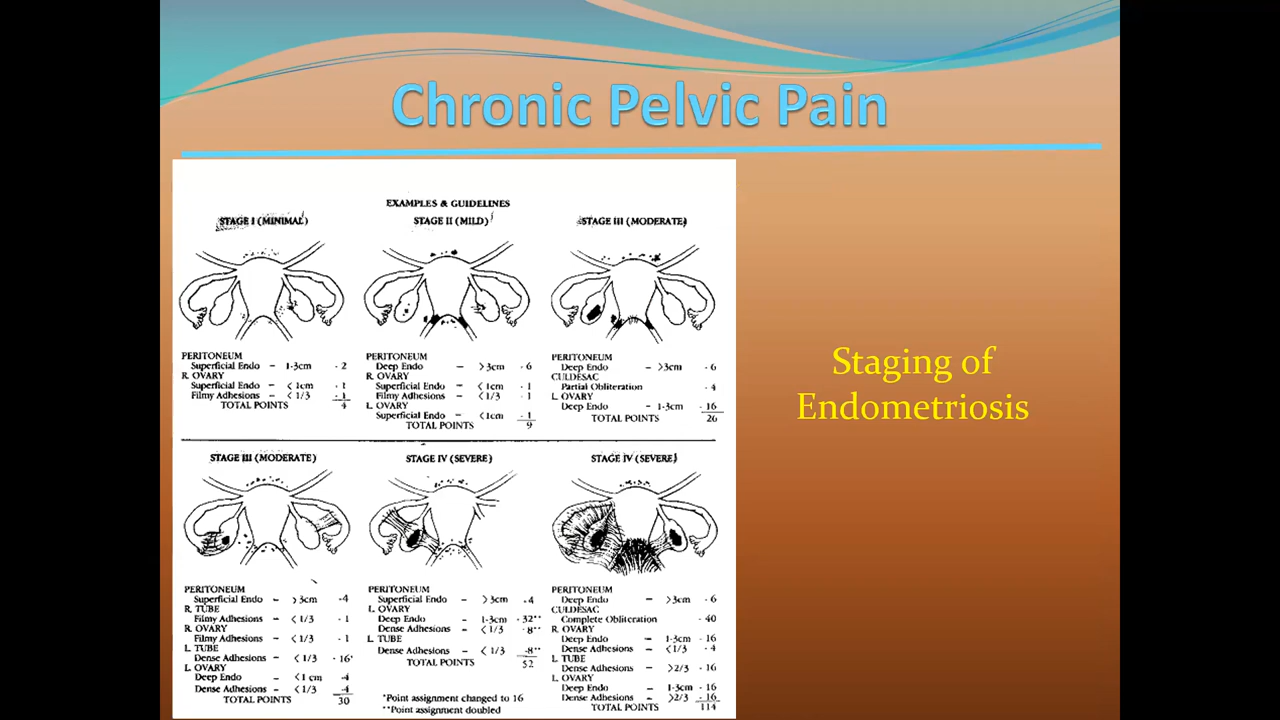 Chronic Pelvic Pain
EXAMPLES & GUIDELINES
STAGE I (MINIMAL)
PERITONEUM
Superficial Endo – 1-3cm - 2
R. OVARY
Superficial Endo – < 1cm - 1
Filmy Adhesions – < 1/3 - 1
TOTAL POINTS 4
STAGE II (MILD)
PERITONEUM
Deep Endo – > 3cm - 6
R. OVARY
Superficial Endo – < 1cm - 1
Filmy Adhesions – < 1/3 - 1
L. OVARY
Superficial Endo – < 1cm - 1
TOTAL POINTS 9
STAGE III (MODERATE)
PERITONEUM
Deep Endo – > 3cm - 6
CULDESAC
Partial Obliteration - 4
L. OVARY
Deep Endo – 1-3cm - 16
TOTAL POINTS 26
STAGE III (MODERATE)
PERITONEUM
Superficial Endo – > 3cm -4
R. TUBE
Filmy Adhesions – < 1/3 - 1
R. OVARY
Filmy Adhesions – < 1/3 - 1
L. TUBE
Dense Adhesions – < 1/3 - 16*
L. OVARY
Deep Endo – < 1 cm -4
Dense Adhesions – < 1/3 -4
TOTAL POINTS 30
STAGE IV (SEVERE)
PERITONEUM
Superficial Endo – > 3cm -4
L. OVARY
Deep Endo – 1-3cm - 32**
Dense Adhesions – < 1/3 - 8**
L. TUBE
Dense Adhesions – < 1/3 -8**
TOTAL POINTS 52
*Point assignment changed to 16
**Point assignment doubled
STAGE IV (SEVERE)
PERITONEUM
Deep Endo – > 3cm - 6
CULDESAC
Complete Obliteration - 40
R. OVARY
Deep Endo – 1-3cm - 16
Dense Adhesions – < 1/3 - 4
L. TUBE
Dense Adhesions – > 2/3 - 16
L. OVARY
Deep Endo – 1-3cm - 16
Dense Adhesions – > 2/3 - 16
TOTAL POINTS 114
Staging of
Endometriosis